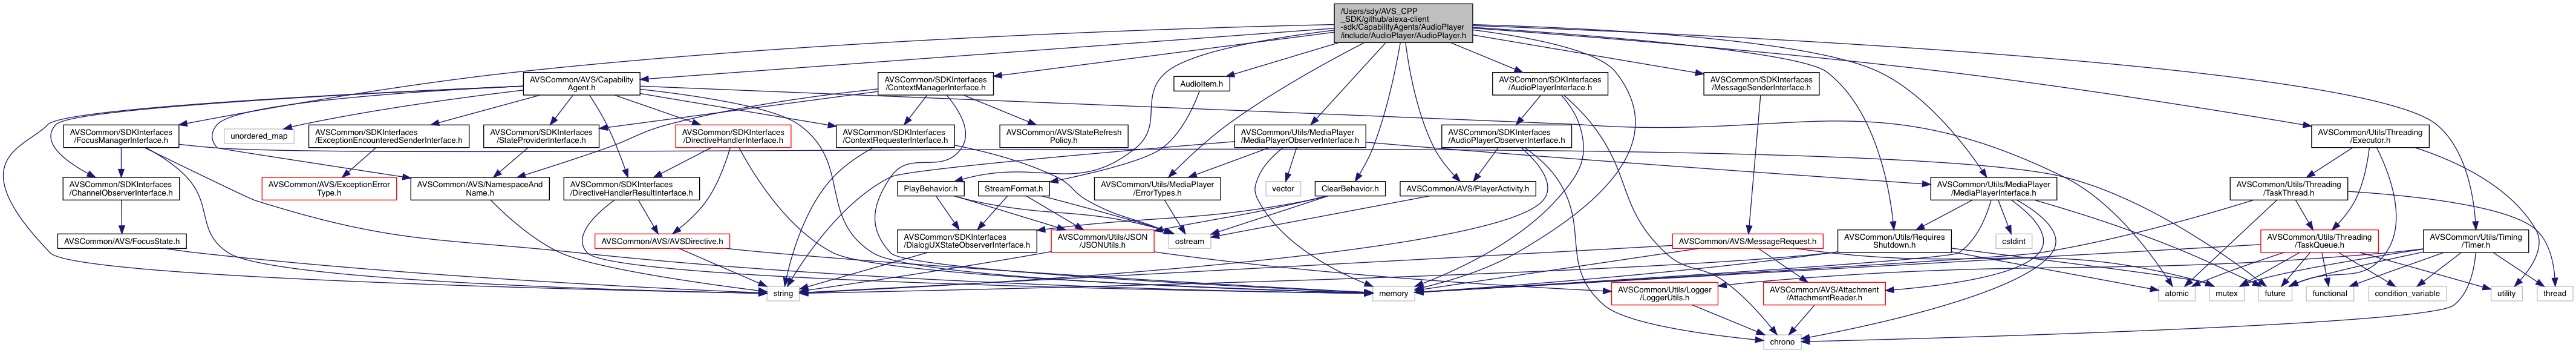 /Users/sdy/AVS_CPP
_SDK/github/alexa-client
-sdk/CapabilityAgents/AudioPlayer
/include/AudioPlayer/AudioPlayer.h
AVSCommon/AVS/Capability
Agent.h
AVSCommon/SDKInterfaces
/ContextManagerInterface.h
AudioItem.h
AVSCommon/SDKInterfaces
/AudioPlayerInterface.h
AVSCommon/SDKInterfaces
/MessageSenderInterface.h
AVSCommon/SDKInterfaces
/FocusManagerInterface.h
unordered_map
AVSCommon/SDKInterfaces
/ExceptionEncounteredSenderInterface.h
AVSCommon/SDKInterfaces
/StateProviderInterface.h
AVSCommon/SDKInterfaces
/DirectiveHandlerInterface.h
AVSCommon/SDKInterfaces
/ContextRequesterInterface.h
AVSCommon/AVS/StateRefresh
Policy.h
AVSCommon/Utils/MediaPlayer
/MediaPlayerObserverInterface.h
AVSCommon/SDKInterfaces
/AudioPlayerObserverInterface.h
AVSCommon/Utils/Threading
/Executor.h
AVSCommon/SDKInterfaces
/ChannelObserverInterface.h
AVSCommon/AVS/ExceptionError
Type.h
AVSCommon/AVS/NamespaceAnd
Name.h
AVSCommon/SDKInterfaces
/DirectiveHandlerResultInterface.h
PlayBehavior.h
StreamFormat.h
AVSCommon/Utils/MediaPlayer
/ErrorTypes.h
vector
ClearBehavior.h
AVSCommon/AVS/PlayerActivity.h
AVSCommon/Utils/MediaPlayer
/MediaPlayerInterface.h
AVSCommon/Utils/Threading
/TaskThread.h
AVSCommon/AVS/FocusState.h
AVSCommon/AVS/AVSDirective.h
AVSCommon/SDKInterfaces
/DialogUXStateObserverInterface.h
AVSCommon/Utils/JSON
/JSONUtils.h
ostream
AVSCommon/AVS/MessageRequest.h
AVSCommon/Utils/Requires
Shutdown.h
cstdint
AVSCommon/Utils/Threading
/TaskQueue.h
AVSCommon/Utils/Timing
/Timer.h
string
memory
AVSCommon/Utils/Logger
/LoggerUtils.h
AVSCommon/AVS/Attachment
/AttachmentReader.h
atomic
mutex
future
functional
condition_variable
utility
thread
chrono